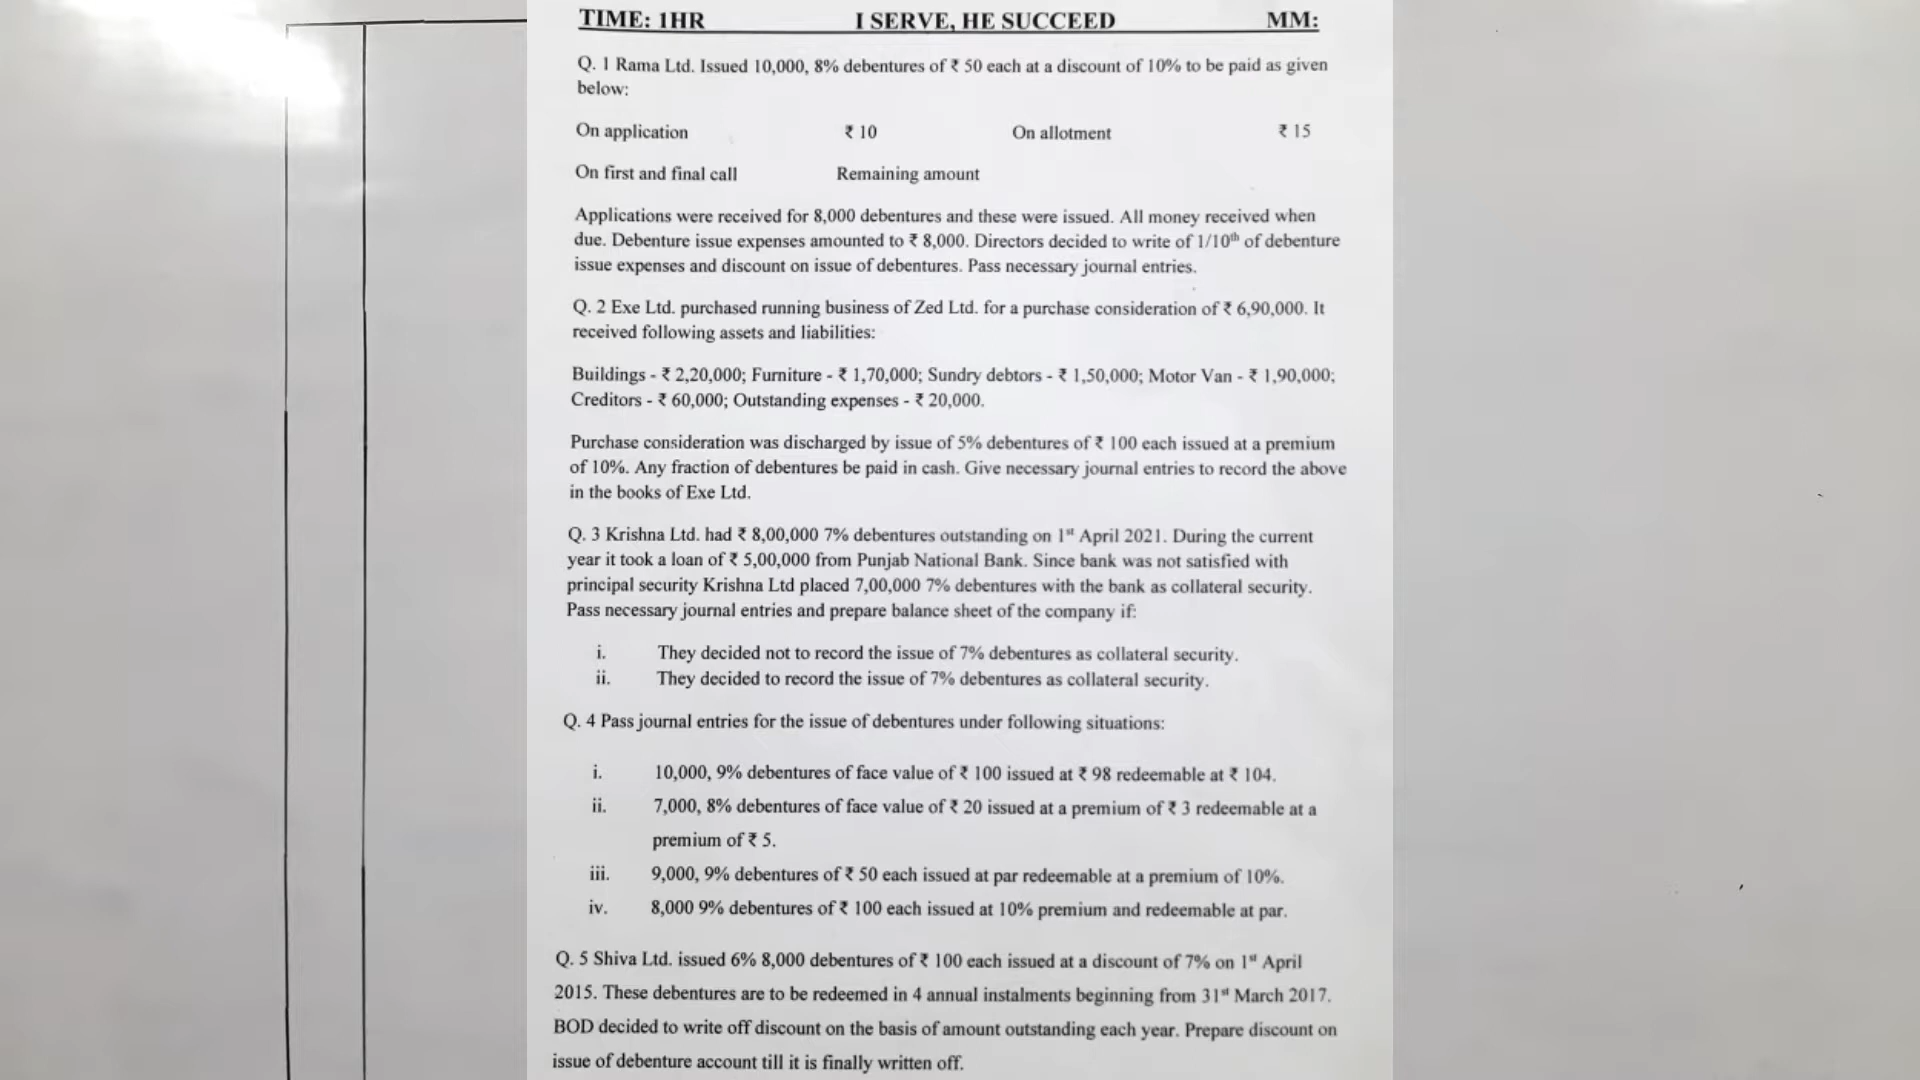 TIME: 1HR I SERVE, HE SUCCEED MM:
Q. 1 Rama Ltd. Issued 10,000, 8% debentures of ₹ 50 each at a discount of 10% to be paid as given
below:
On application ₹ 10 On allotment ₹ 15
On first and final call Remaining amount
Applications were received for 8,000 debentures and these were issued. All money received when
due. Debenture issue expenses amounted to ₹ 8,000. Directors decided to write of 1/10th of debenture
issue expenses and discount on issue of debentures. Pass necessary journal entries.
Q. 2 Exe Ltd. purchased running business of Zed Ltd. for a purchase consideration of ₹ 6,90,000. It
received following assets and liabilities:
Buildings - ₹ 2,20,000; Furniture - ₹ 1,70,000; Sundry debtors - ₹ 1,50,000; Motor Van - ₹ 1,90,000;
Creditors - ₹ 60,000; Outstanding expenses - ₹ 20,000.
Purchase consideration was discharged by issue of 5% debentures of ₹ 100 each issued at a premium
of 10%. Any fraction of debentures be paid in cash. Give necessary journal entries to record the above
in the books of Exe Ltd.
Q. 3 Krishna Ltd. had ₹ 8,00,000 7% debentures outstanding on 1st April 2021. During the current
year it took a loan of ₹ 5,00,000 from Punjab National Bank. Since bank was not satisfied with
principal security Krishna Ltd placed 7,00,000 7% debentures with the bank as collateral security.
Pass necessary journal entries and prepare balance sheet of the company if:
i. They decided not to record the issue of 7% debentures as collateral security.
ii. They decided to record the issue of 7% debentures as collateral security.
Q. 4 Pass journal entries for the issue of debentures under following situations:
i. 10,000, 9% debentures of face value of ₹ 100 issued at ₹ 98 redeemable at ₹ 104.
ii. 7,000, 8% debentures of face value of ₹ 20 issued at a premium of ₹ 3 redeemable at a
premium of ₹ 5.
iii. 9,000, 9% debentures of ₹ 50 each issued at par redeemable at a premium of 10%.
iv. 8,000 9% debentures of ₹ 100 each issued at 10% premium and redeemable at par.
Q. 5 Shiva Ltd. issued 6% 8,000 debentures of ₹ 100 each issued at a discount of 7% on 1st April
2015. These debentures are to be redeemed in 4 annual instalments beginning from 31st March 2017.
BOD decided to write off discount on the basis of amount outstanding each year. Prepare discount on
issue of debenture account till it is finally written off.